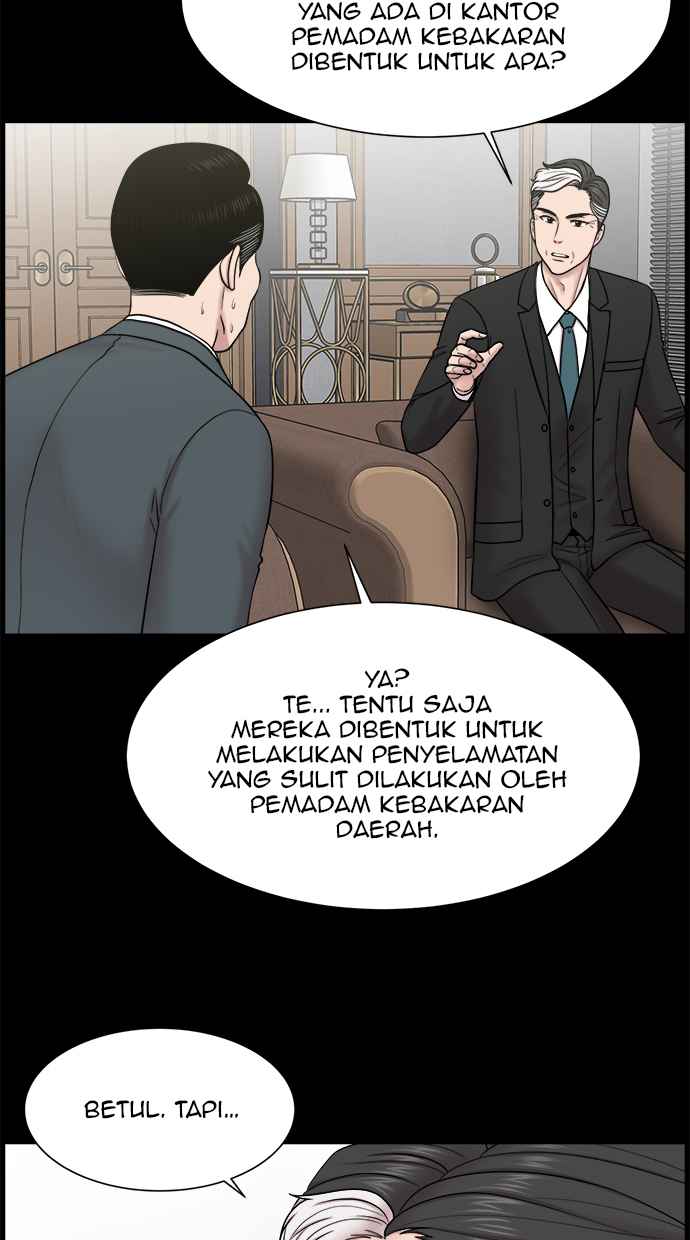 YANG ADA DI KANTOR
PEMADAM KEBAKARAN
DIBENTUK UNTUK APA?
YA?
TE... TENTU SAJA
MEREKA DIBENTUK UNTUK
MELAKUKAN PENYELAMATAN
YANG SULIT DILAKUKAN OLEH
PEMADAM KEBAKARAN
DAERAH.
BETUL. TAPI...